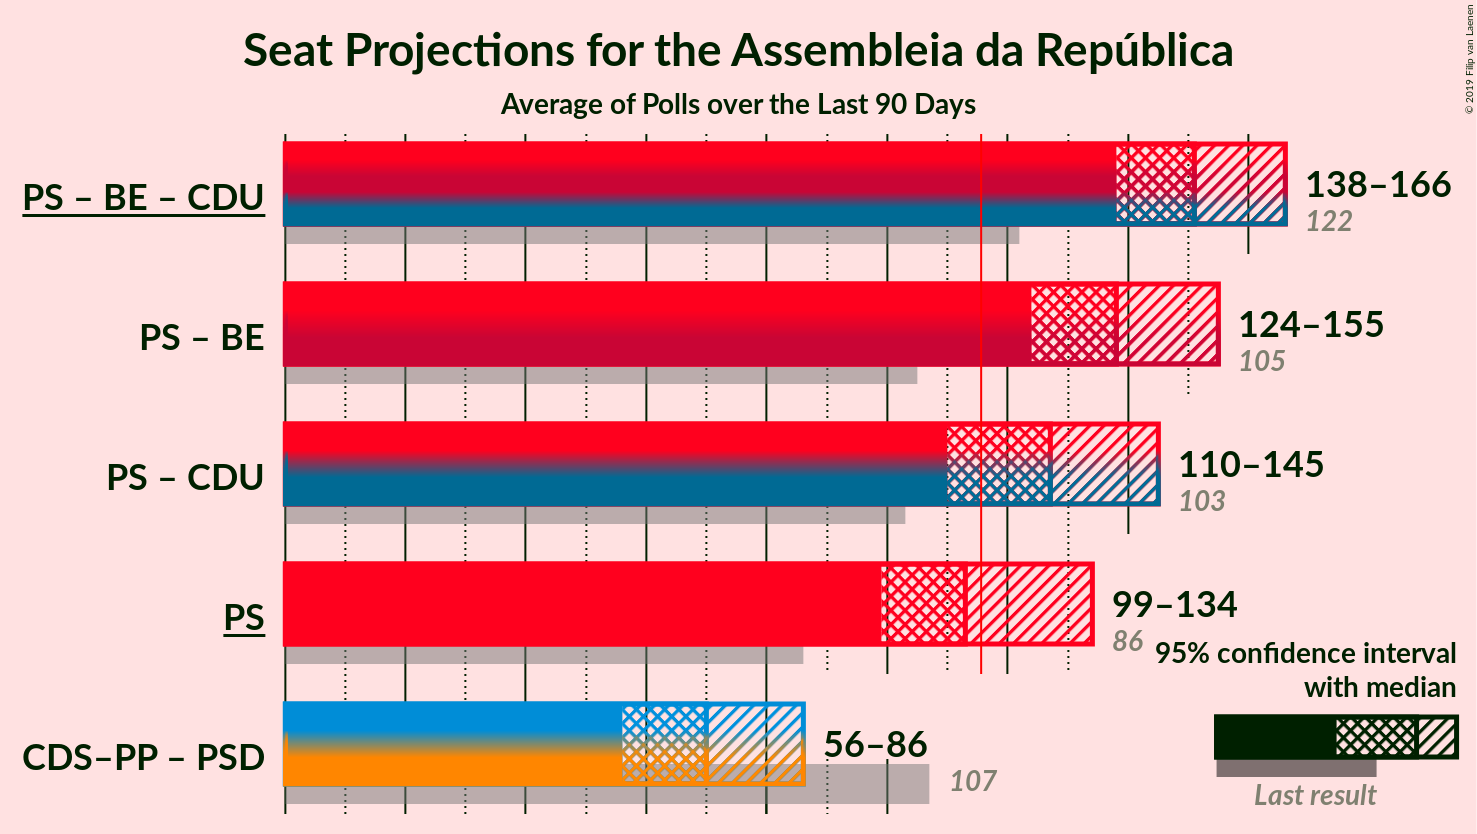 Seat Projections for the Assembleia da República
Average of Polls over the Last 90 Days
© 2019 Filip van Laenen
PS – BE – CDU
138–166
122
PS – BE
124–155
105
PS – CDU
110–145
103
PS
99–134
86
CDS–PP – PSD
56–86
107
95% confidence interval
with median
Last result